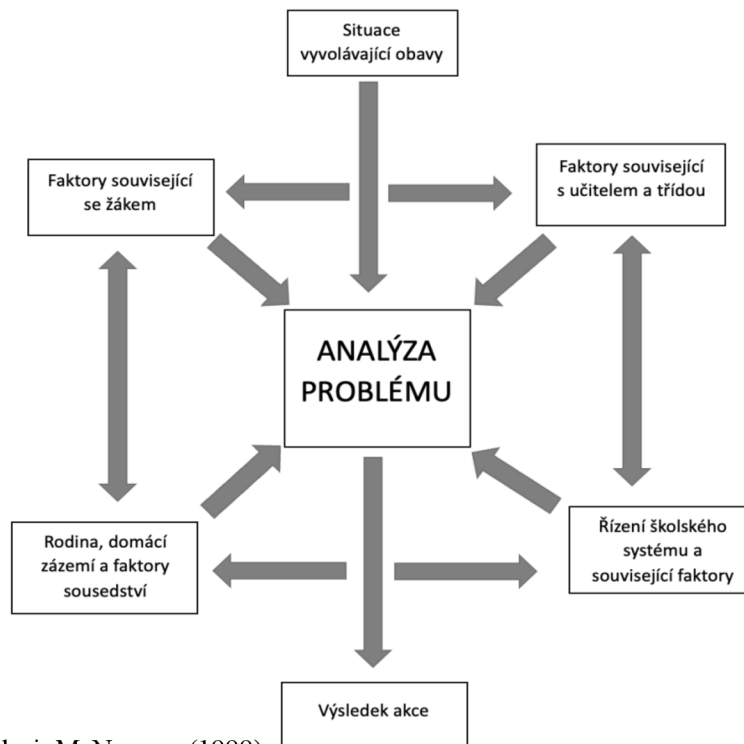 Situace
vyvolávající obavy
Faktory související
se žákem
Faktory související
s učitelem a třídou
ANALÝZA
PROBLÉMU
Rodina, domácí
zázemí a faktory
sousedství
Řízení školského
systému a
související faktory
Výsledek akce